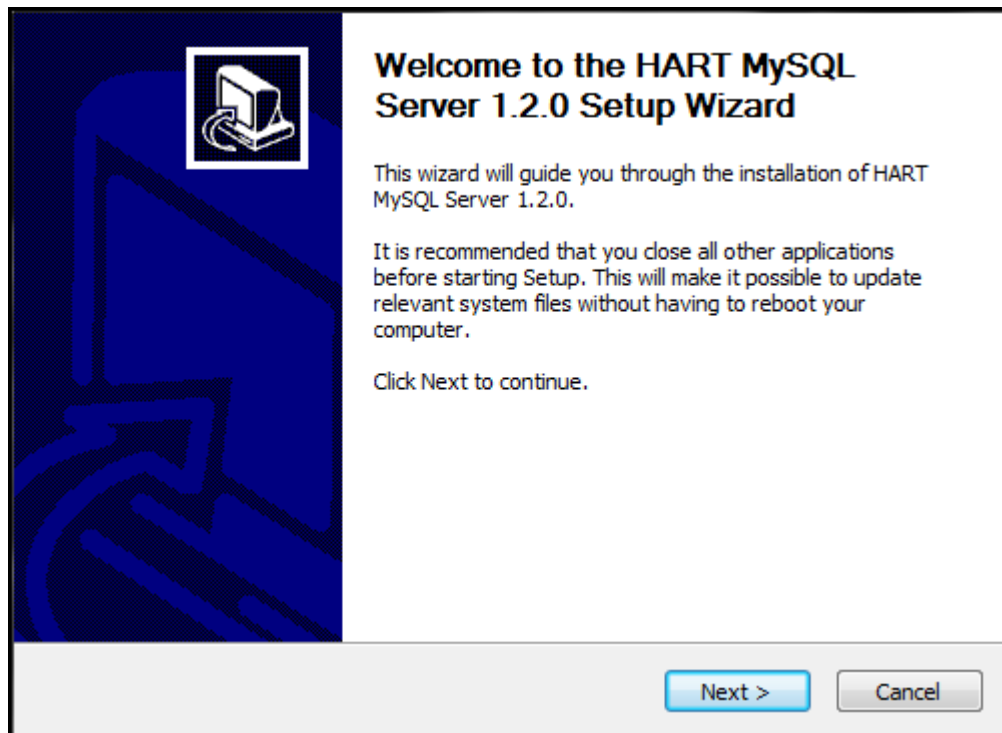 Welcome to the HART MySQL
Server 1.2.0 Setup Wizard
This wizard will guide you through the installation of HART
MySQL Server 1.2.0.
It is recommended that you close all other applications
before starting Setup. This will make it possible to update
relevant system files without having to reboot your
computer.
Click Next to continue.
Next >
Cancel